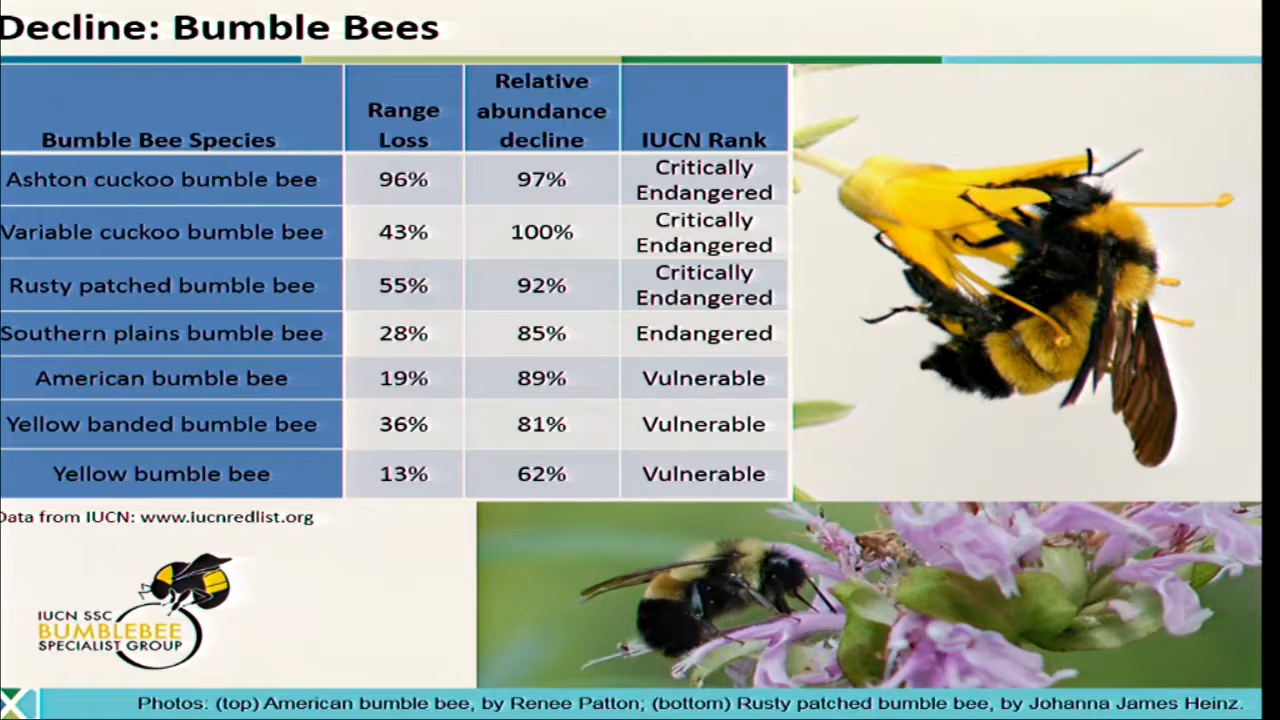 Decline: Bumble Bees
Bumble Bee Species Range Loss Relative abundance decline IUCN Rank
Ashton cuckoo bumble bee 96% 97% Critically Endangered
Variable cuckoo bumble bee 43% 100% Critically Endangered
Rusty patched bumble bee 55% 92% Critically Endangered
Southern plains bumble bee 28% 85% Endangered
American bumble bee 19% 89% Vulnerable
Yellow banded bumble bee 36% 81% Vulnerable
Yellow bumble bee 13% 62% Vulnerable
Data from IUCN: www.iucnredlist.org
IUCN SSC
BUMBLEBEE
SPECIALIST GROUP
X
Photos: (top) American bumble bee, by Renee Patton; (bottom) Rusty patched bumble bee, by Johanna James Heinz.